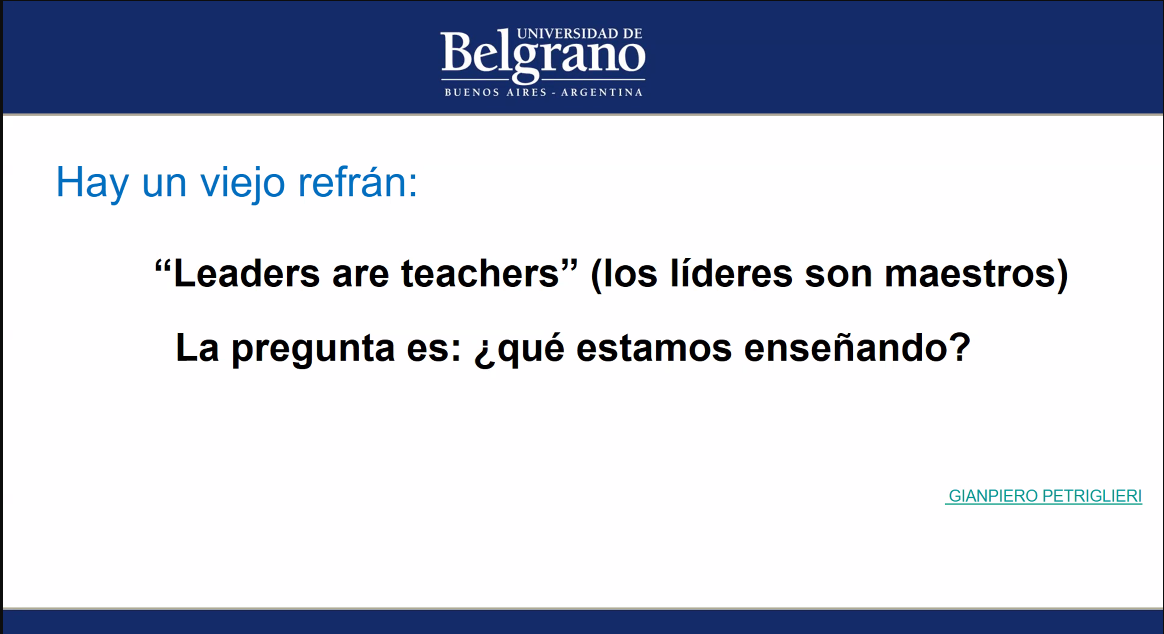 UNIVERSIDAD DE
Belgrano
BUENOS AIRES - ARGENTINA
Hay un viejo refrán:
“Leaders are teachers” (los líderes son maestros)
La pregunta es: ¿qué estamos enseñando?
GIANPIERO PETRIGLIERI